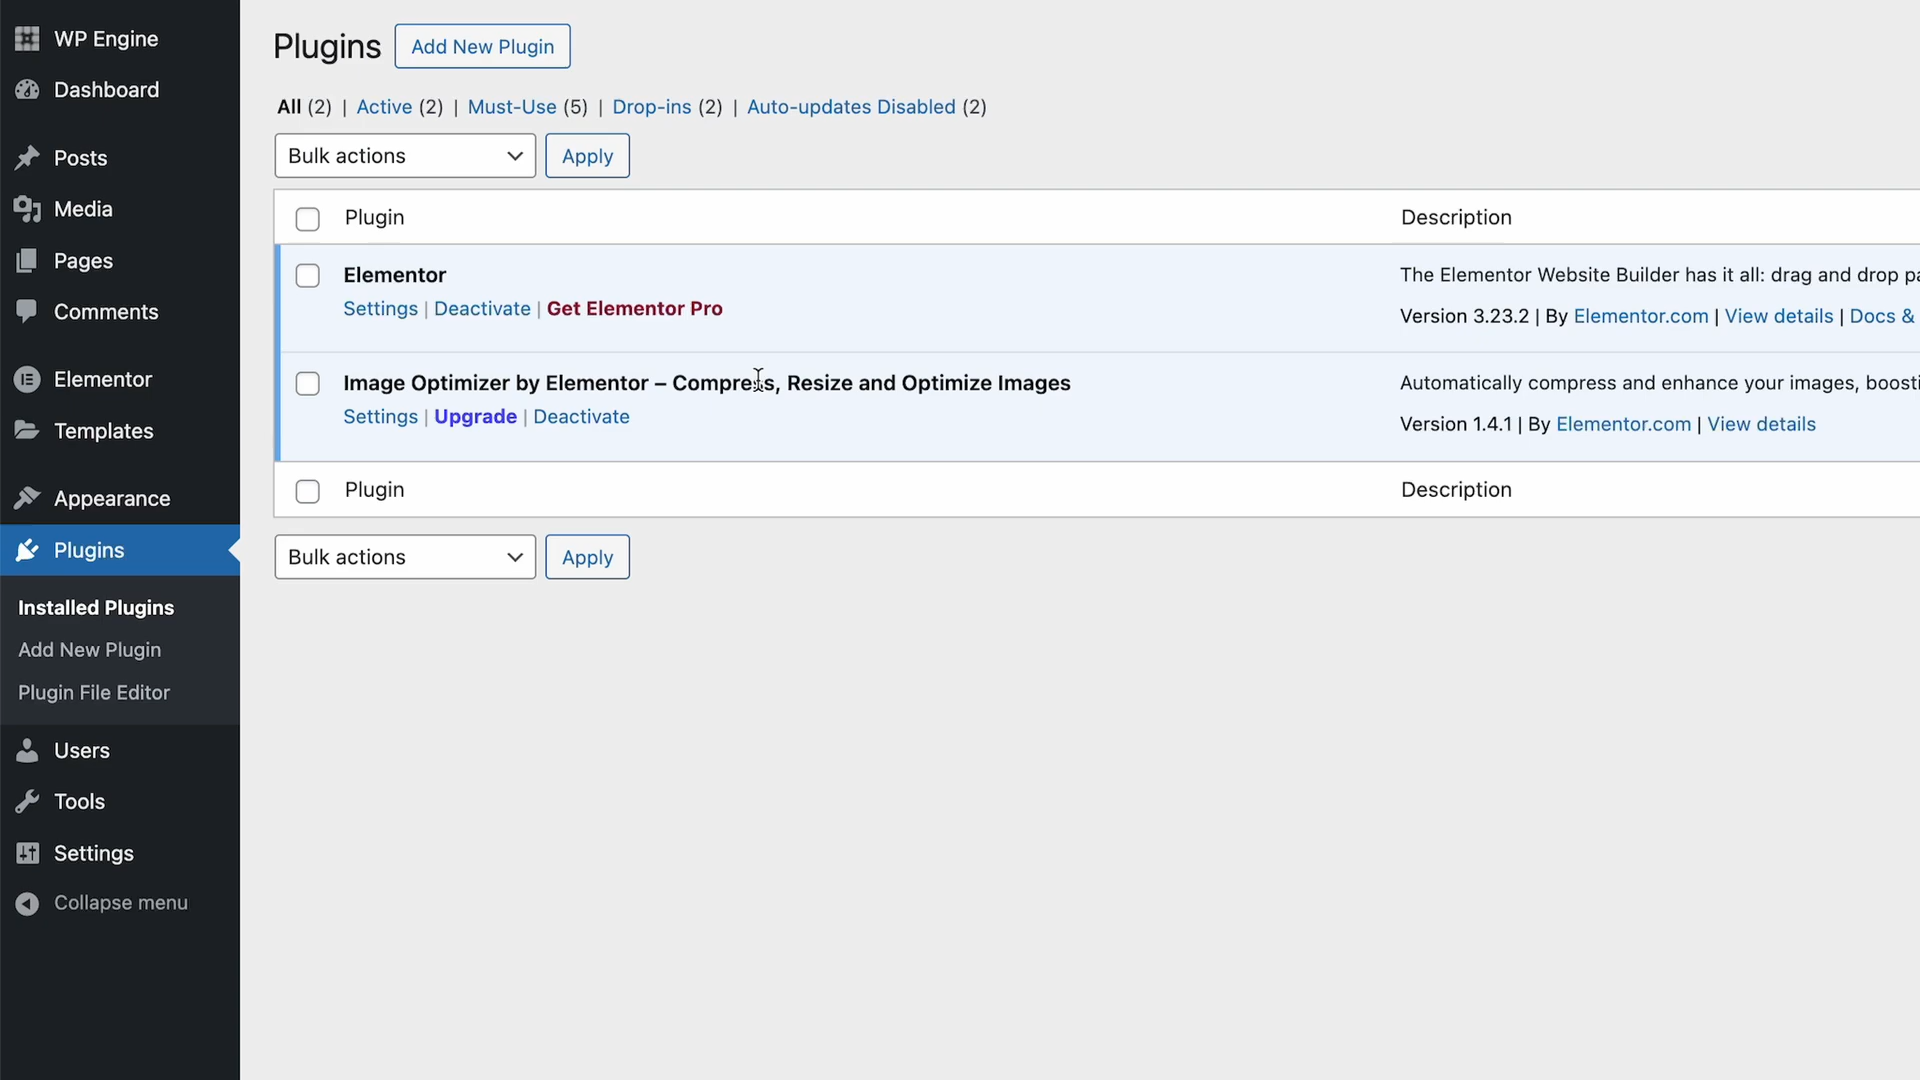 WP Engine
Dashboard
Posts
Media
Pages
Comments
Elementor
Templates
Appearance
Plugins
Installed Plugins
Add New Plugin
Plugin File Editor
Users
Tools
Settings
Collapse menu
Plugins Add New Plugin
All (2) | Active (2) | Must-Use (5) | Drop-ins (2) | Auto-updates Disabled (2)
Bulk actions Apply
Plugin Description
Elementor The Elementor Website Builder has it all: drag and drop
Settings | Deactivate | Get Elementor Pro
Version 3.23.2 | By Elementor.com | View details | Docs &
Image Optimizer by Elementor – Compress, Resize and Optimize Images Automatically compress and enhance your images,
Settings | Upgrade | Deactivate
Version 1.4.1 | By Elementor.com | View details
Plugin Description
Bulk actions Apply